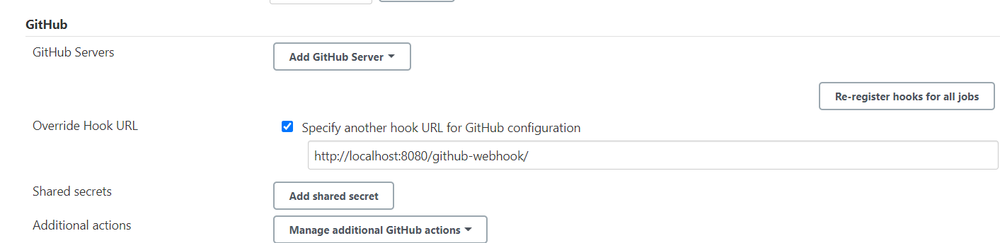 GitHub
GitHub Servers
Add GitHub Server
Re-register hooks for all jobs
Override Hook URL
Specify another hook URL for GitHub configuration
http://localhost:8080/github-webhook/
Shared secrets
Add shared secret
Additional actions
Manage additional GitHub actions